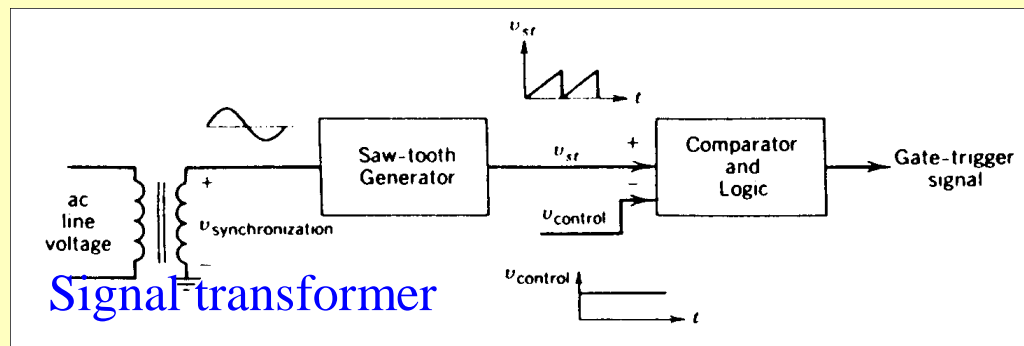 v_st
t
Saw-tooth
Generator
v_st
+
−
Comparator
and
Logic
Gate-trigger
signal
ac
line
voltage
+
v_synchronization
−
v_control
Signal transformer
v_control
t